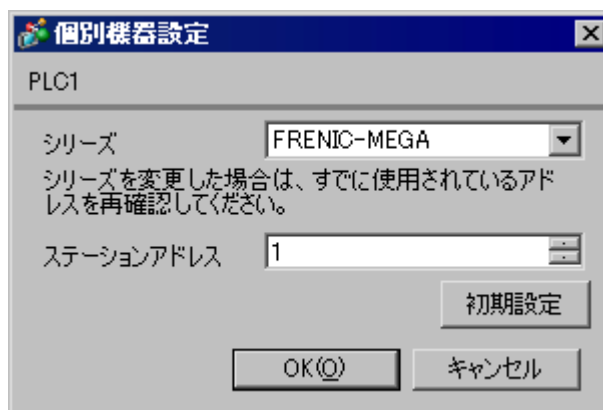 個別機器設定
PLC1
シリーズ FRENIC-MEGA
シリーズを変更した場合は、すでに使用されているアド
レスを再確認してください。
ステーションアドレス 1
初期設定
OK(O) キャンセル